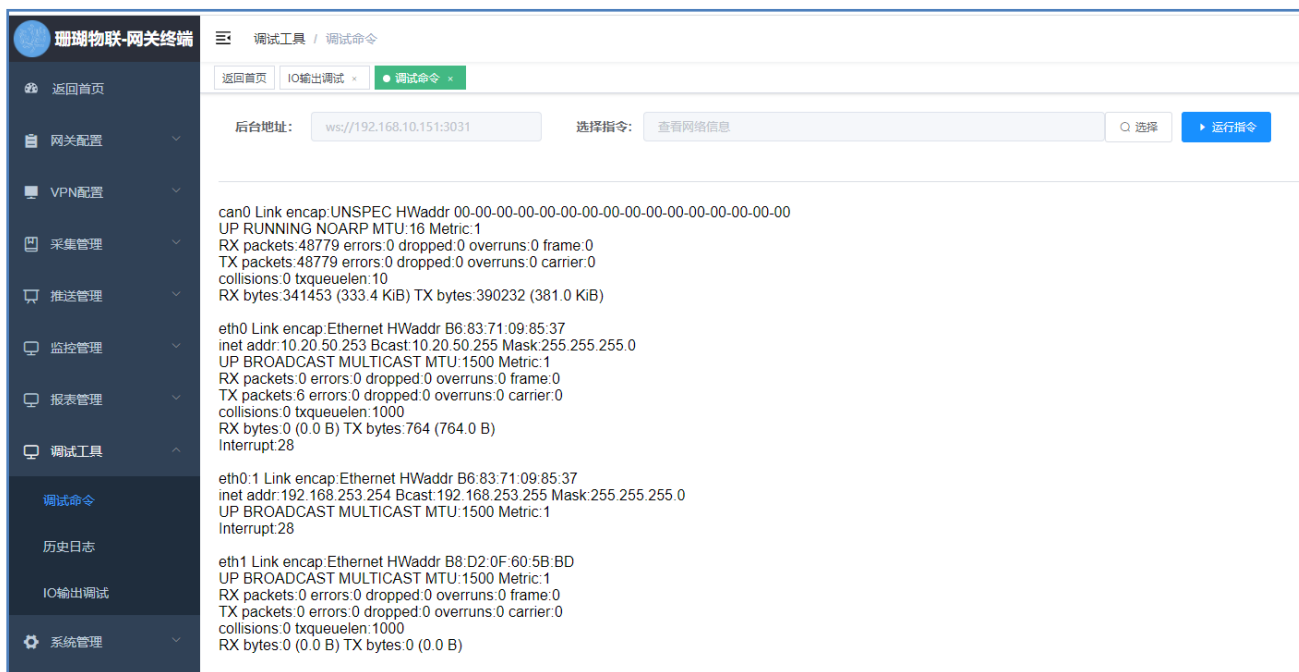 珊瑚物联-网关终端
调试工具 / 调试命令
返回首页
IO输出调试 ×
● 调试命令 ×
返回首页
网关配置
VPN配置
采集管理
推送管理
监控管理
报表管理
调试工具
调试命令
历史日志
IO输出调试
系统管理
后台地址: ws://192.168.10.151:3031 选择指令: 查看网络信息 选择 运行指令
can0 Link encap:UNSPEC HWaddr 00-00-00-00-00-00-00-00-00-00-00-00-00-00-00-00
UP RUNNING NOARP MTU:16 Metric:1
RX packets:48779 errors:0 dropped:0 overruns:0 frame:0
TX packets:48779 errors:0 dropped:0 overruns:0 carrier:0
collisions:0 txqueuelen:10
RX bytes:341453 (333.4 KiB) TX bytes:390232 (381.0 KiB)
eth0 Link encap:Ethernet HWaddr B6:83:71:09:85:37
inet addr:10.20.50.253 Bcast:10.20.50.255 Mask:255.255.255.0
UP BROADCAST MULTICAST MTU:1500 Metric:1
RX packets:0 errors:0 dropped:0 overruns:0 frame:0
TX packets:6 errors:0 dropped:0 overruns:0 carrier:0
collisions:0 txqueuelen:1000
RX bytes:0 (0.0 B) TX bytes:764 (764.0 B)
Interrupt:28
eth0:1 Link encap:Ethernet HWaddr B6:83:71:09:85:37
inet addr:192.168.253.254 Bcast:192.168.253.255 Mask:255.255.255.0
UP BROADCAST MULTICAST MTU:1500 Metric:1
Interrupt:28
eth1 Link encap:Ethernet HWaddr B8:D2:0F:60:5B:BD
UP BROADCAST MULTICAST MTU:1500 Metric:1
RX packets:0 errors:0 dropped:0 overruns:0 frame:0
TX packets:0 errors:0 dropped:0 overruns:0 carrier:0
collisions:0 txqueuelen:1000
RX bytes:0 (0.0 B) TX bytes:0 (0.0 B)